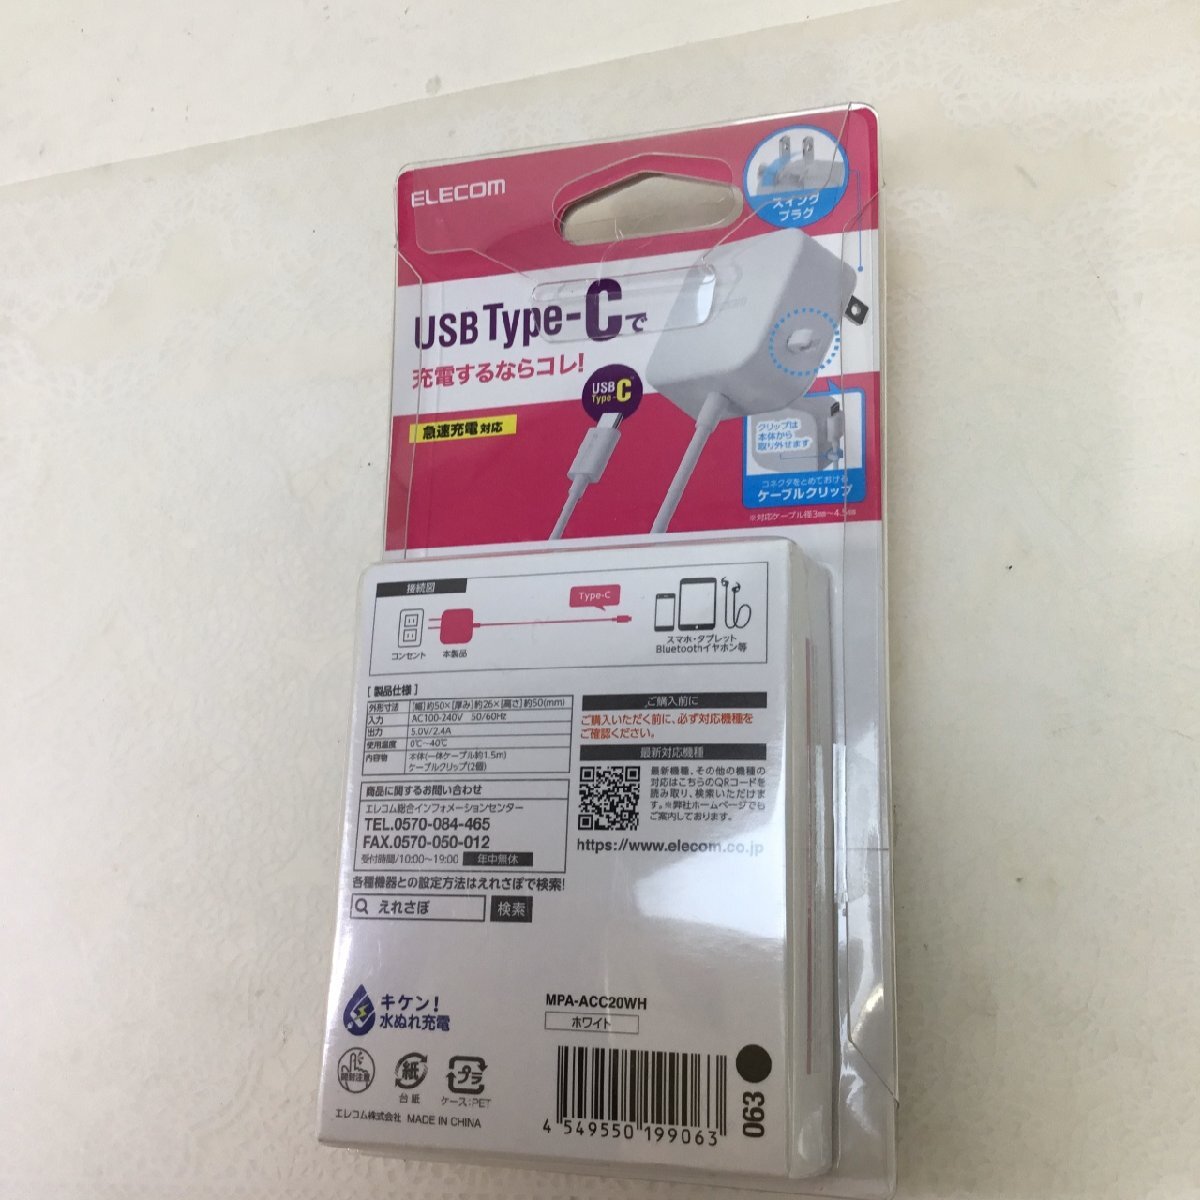 ELECOM
スイング
プラグ
USB Type-Cで
充電するならコレ!
USB
Type-C
急速充電 対応
クリップは
本体から
取り外せます
コネクタをとめておける
ケーブルクリップ
※対応ケーブル径3mm〜4.5mm
接続図
Type-C
コンセント
本製品
スマホ・タブレット
Bluetoothイヤホン等
[ 製品仕様 ]
外形寸法 [幅]約50×[厚み]約26×[高さ]約50(mm)
入力 AC100-240V 50/60Hz
出力 5.0V/2.4A
使用温度 0℃〜40℃
内容物 本体(一体ケーブル約1.5m)
ケーブルクリップ(2個)
商品に関するお問い合わせ
エレコム総合インフォメーションセンター
TEL.0570-084-465
FAX.0570-050-012
受付時間/10:00〜19:00 年中無休
各種機器との設定方法はえれさぽで検索!
えれさぽ 検索
ご購入前に
ご購入いただく前に、必ず対応機種を
ご確認ください。
最新対応機種
最新機種、その他の機種の
対応はこちらのQRコードを
読み取り、検索いただけま
す。※弊社ホームページでも
ご案内しております。
https://www.elecom.co.jp
キケン!
水ぬれ充電
MPA-ACC20WH
ホワイト
開封注意
紙
台紙
プラ
ケース:PET
エレコム株式会社 MADE IN CHINA
4 549550 199063
063